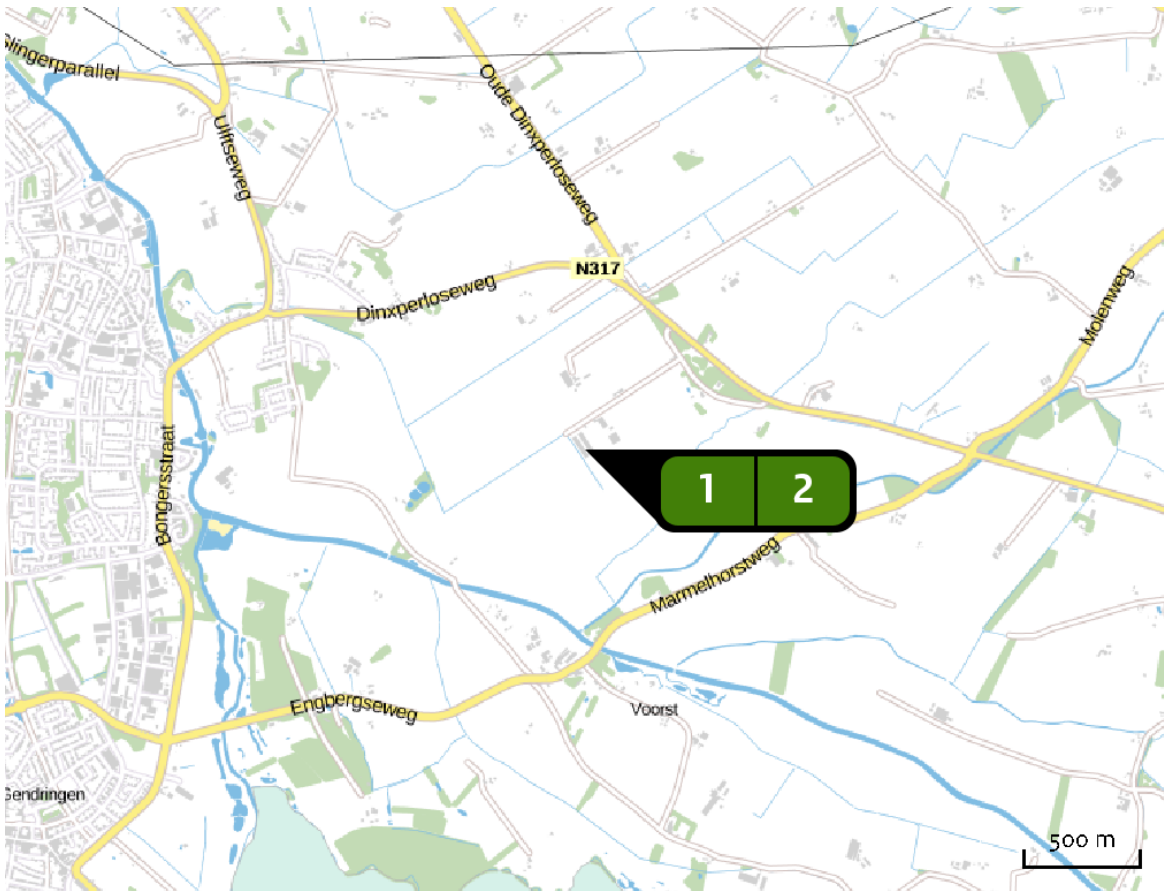 Slingerparallel
Ulftseweg
Oude Dinxperloseweg
N317
Dinxperloseweg
Molenweg
Bongersstraat
1 2
Marmelhorstweg
Engbergseweg
Voorst
Gendringen
500 m